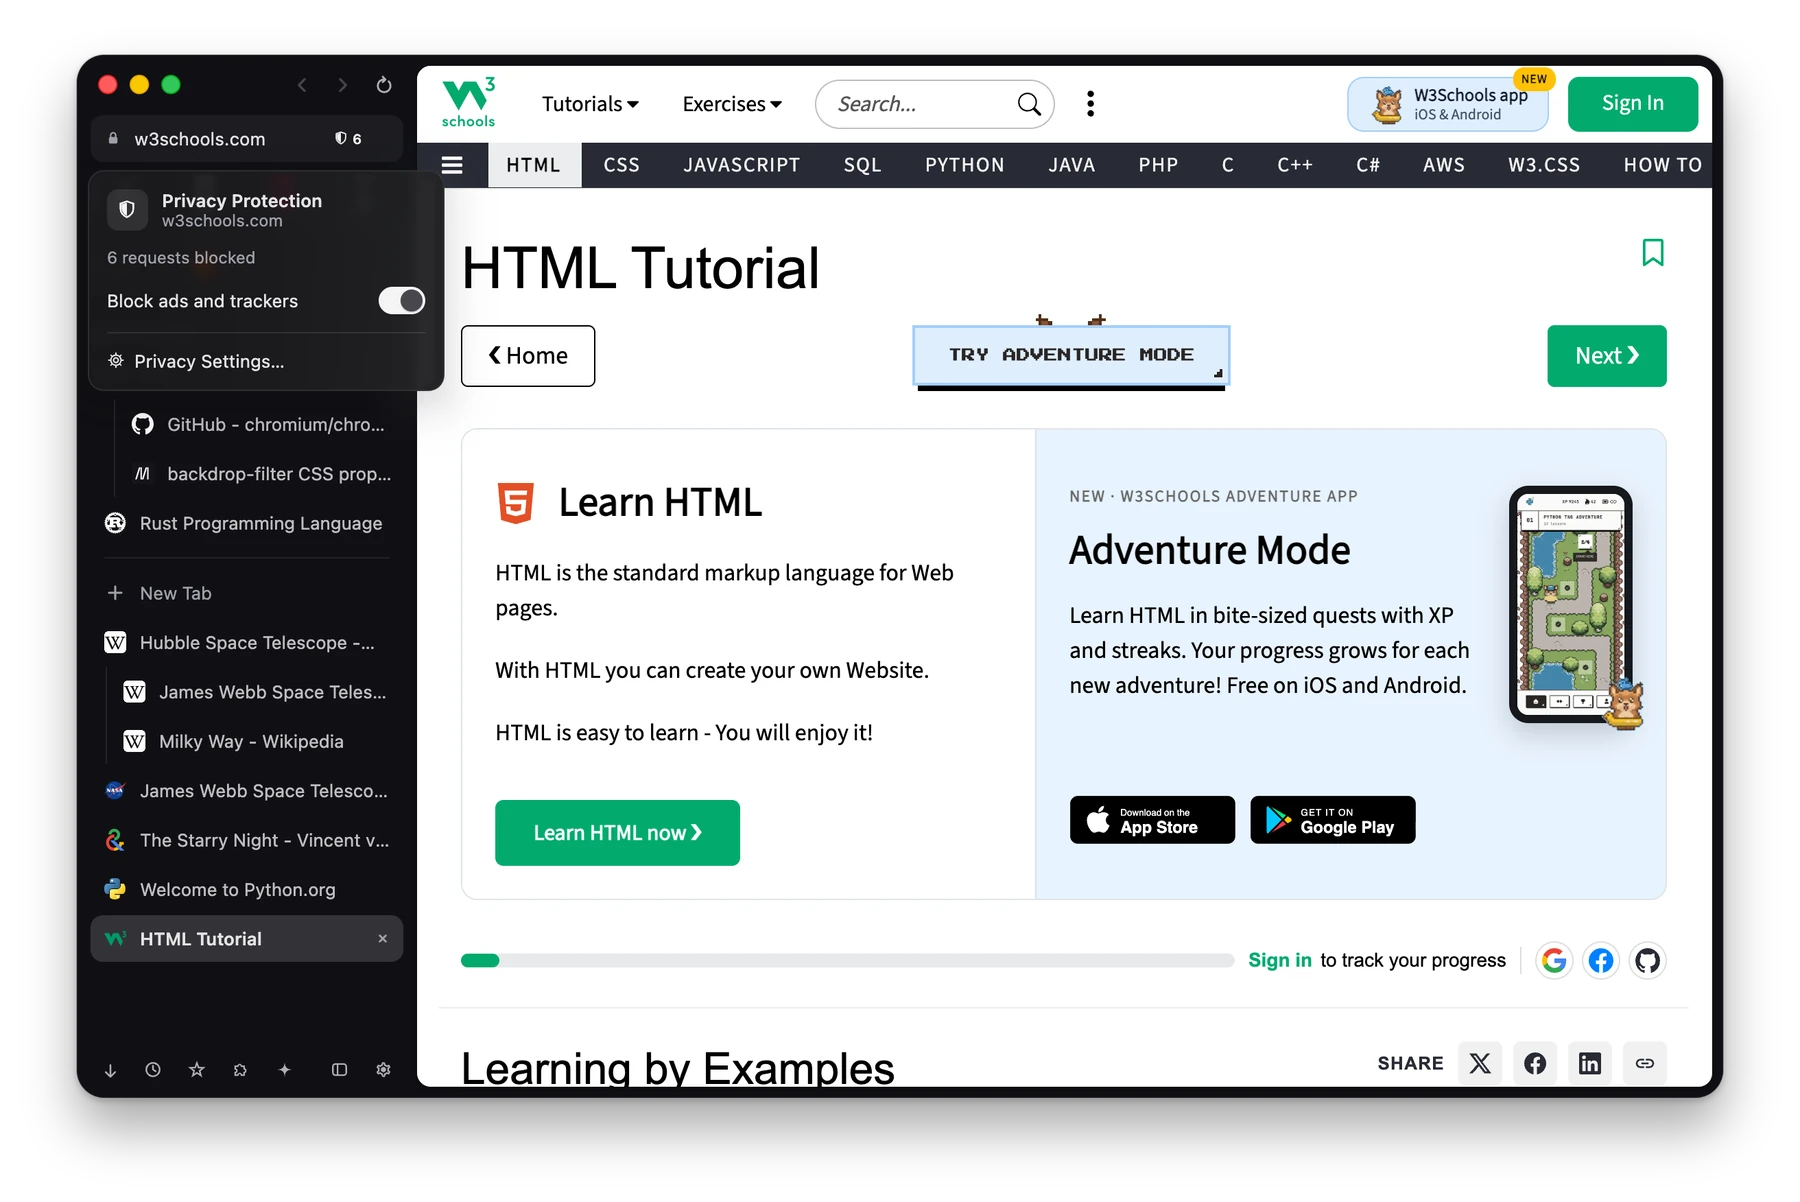 w3schools.com
6
Privacy Protection
w3schools.com
6 requests blocked
Block ads and trackers
Privacy Settings...
GitHub - chromium/chro...
backdrop-filter CSS prop...
Rust Programming Language
New Tab
Hubble Space Telescope -...
James Webb Space Teles...
Milky Way - Wikipedia
James Webb Space Telesco...
The Starry Night - Vincent v...
Welcome to Python.org
HTML Tutorial
3
schools
Tutorials
Exercises
Search...
NEW
W3Schools app
iOS & Android
Sign In
HTML CSS JAVASCRIPT SQL PYTHON JAVA PHP C C++ C# AWS W3.CSS HOW TO
HTML Tutorial
❮ Home
TRY ADVENTURE MODE
Next ❯
Learn HTML
HTML is the standard markup language for Web
pages.
With HTML you can create your own Website.
HTML is easy to learn - You will enjoy it!
Learn HTML now ❯
NEW · W3SCHOOLS ADVENTURE APP
Adventure Mode
Learn HTML in bite-sized quests with XP
and streaks. Your progress grows for each
new adventure! Free on iOS and Android.
01
Download on the
App Store
GET IT ON
Google Play
Sign in to track your progress
Learning by Examples
SHARE